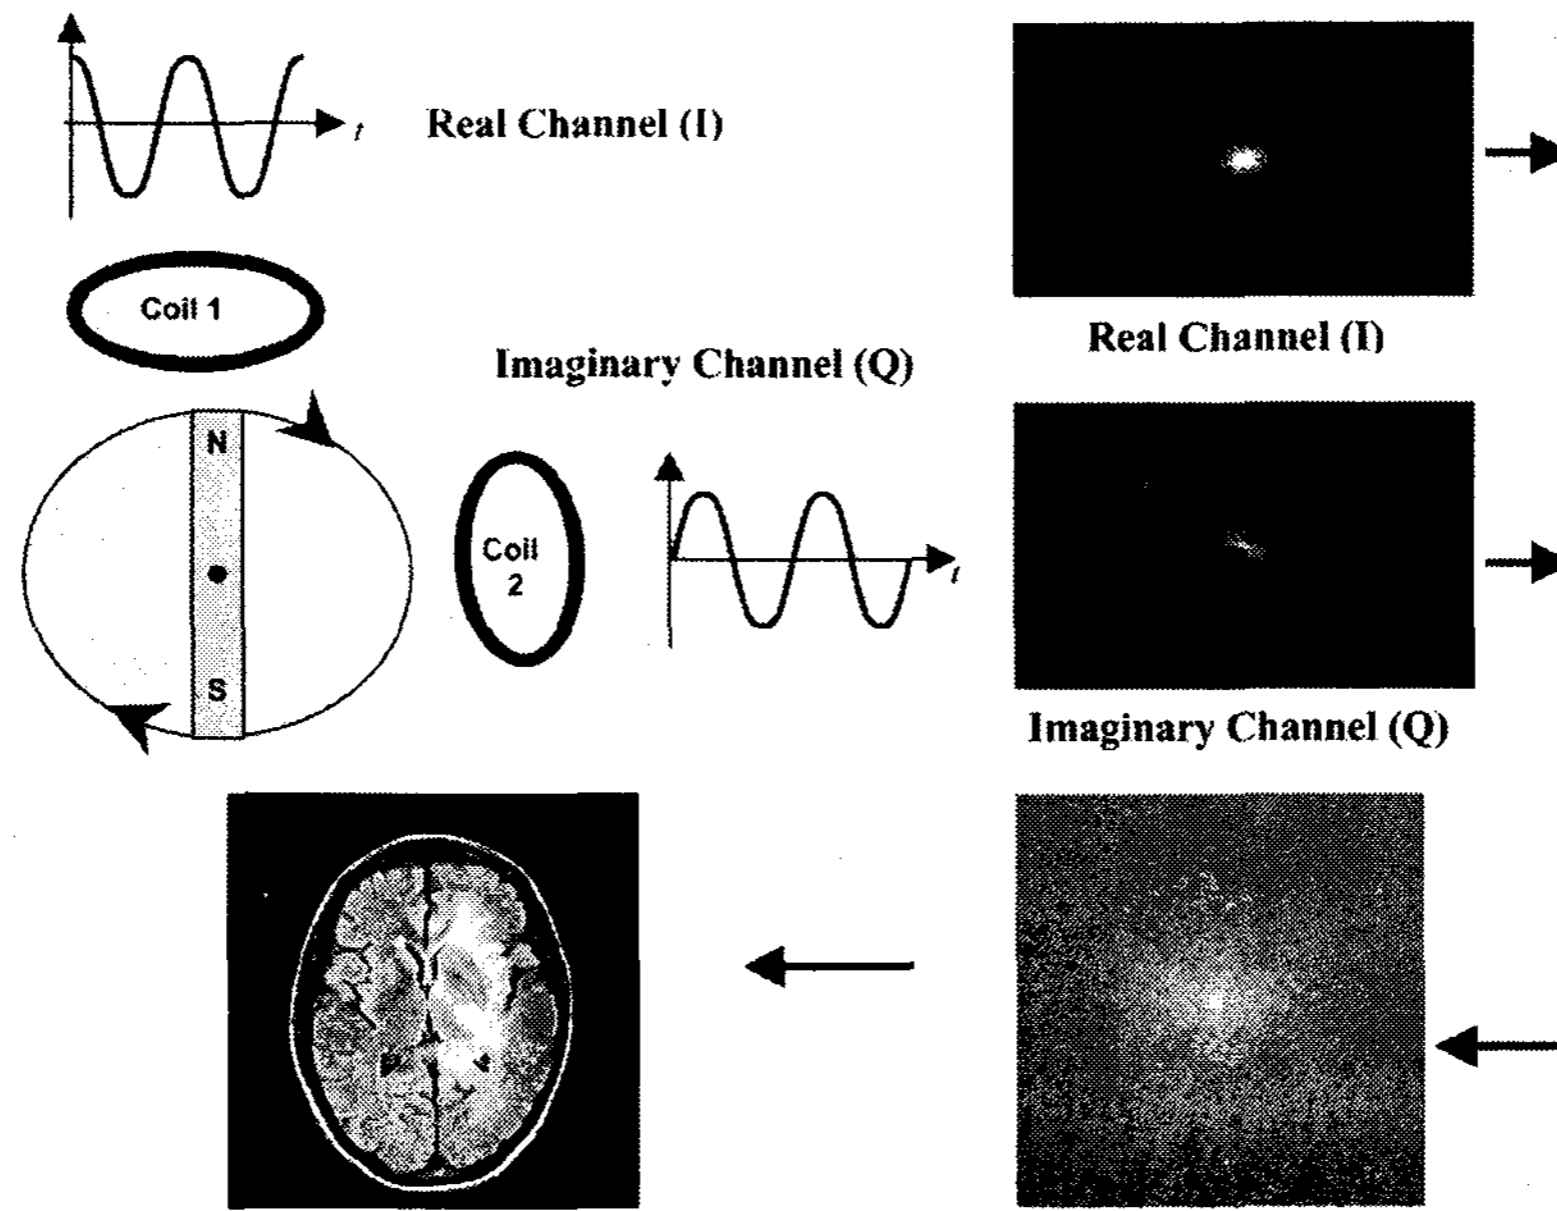 t
Real Channel (I)
Coil 1
Real Channel (I)
Imaginary Channel (Q)
N
Coil
2
t
S
Imaginary Channel (Q)